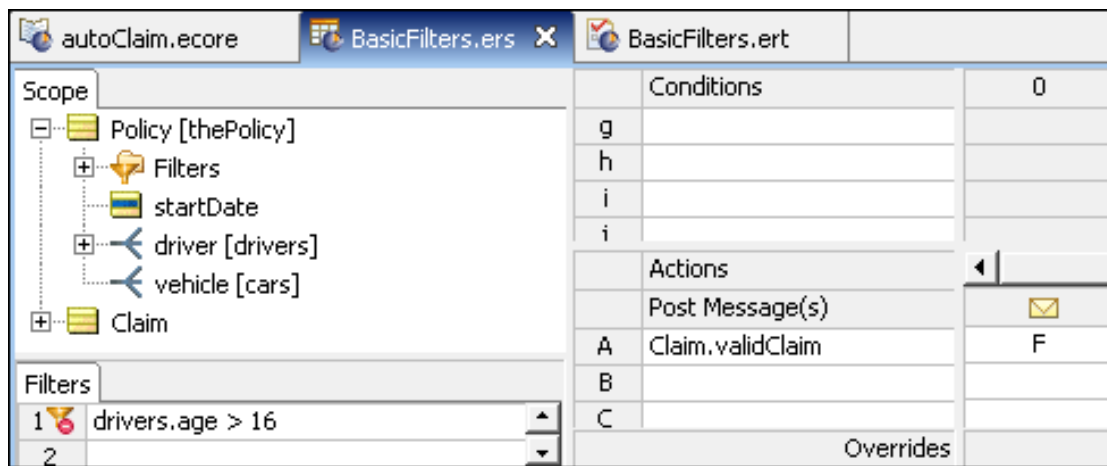 autoClaim.ecore
BasicFilters.ers
BasicFilters.ert
Scope
Policy [thePolicy]
Filters
startDate
driver [drivers]
vehicle [cars]
Claim
Filters
1 drivers.age > 16
2
Conditions 0
g
h
i
j
Actions
Post Message(s)
A Claim.validClaim F
B
C
Overrides